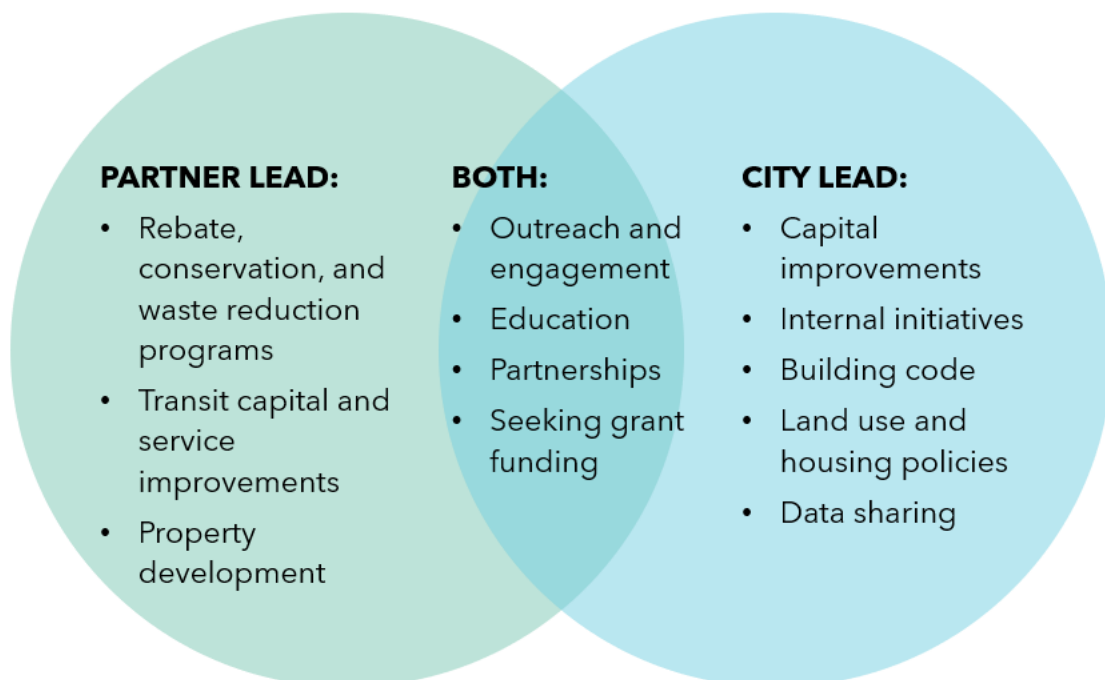 PARTNER LEAD:
• Rebate,
conservation, and
waste reduction
programs
• Transit capital and
service
improvements
• Property
development
BOTH:
• Outreach and
engagement
• Education
• Partnerships
• Seeking grant
funding
CITY LEAD:
• Capital
improvements
• Internal initiatives
• Building code
• Land use and
housing policies
• Data sharing